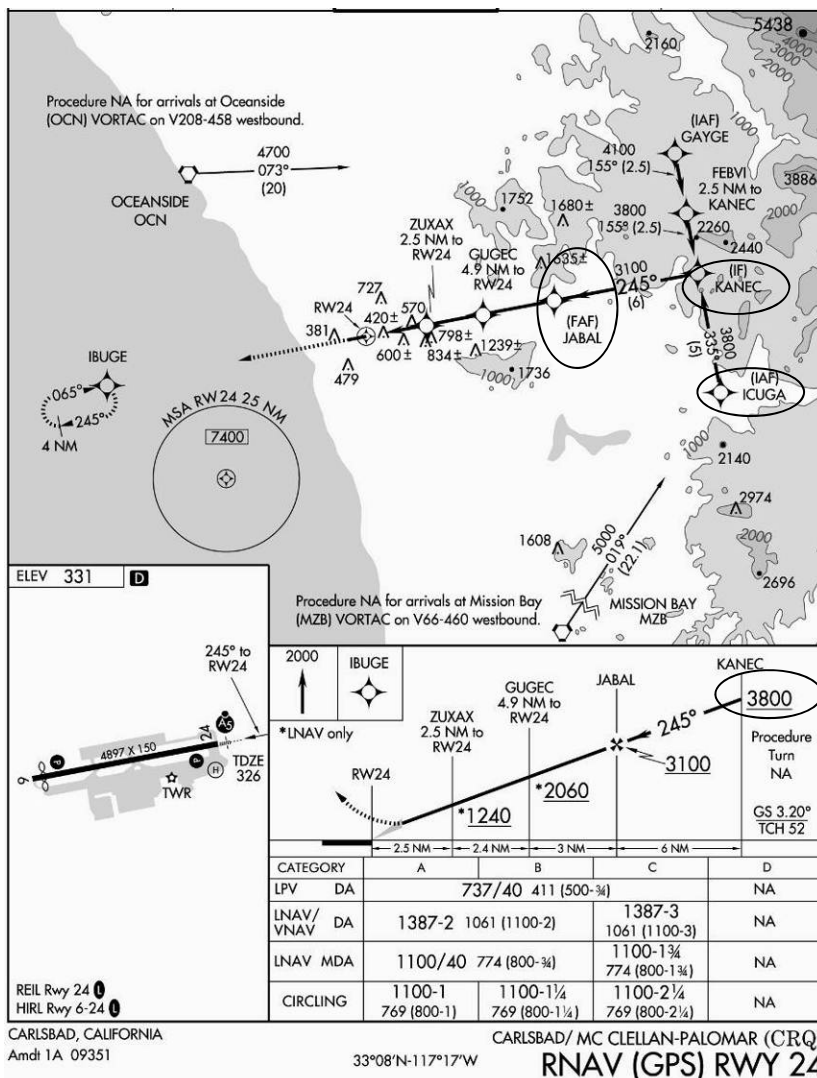 5438
4000
3000
2000
2160
1000
Procedure NA for arrivals at Oceanside
(OCN) VORTAC on V208-458 westbound.
4700
073°
(20)
OCEANSIDE
OCN
(IAF)
GAYGE
4100
155° (2.5)
FEBVI
2.5 NM to
KANEC
3886
2000
1000
1752
1680±
3800
155° (2.5)
2260
2440
ZUXAX
2.5 NM to
RW24
GUGEC
4.9 NM to
RW24
1635±
3100
245°
(6)
(IF)
KANEC
(FAF)
JABAL
727
RW24
570
420±
381
798±
600±
834±
1239±
479
1000
1736
3800
335°
(5)
(IAF)
ICUGA
IBUGE
065°
245°
4 NM
MSA RW 24 25 NM
7400
1000
2140
2974
2000
2696
1608
5000
019°
(22.1)
Procedure NA for arrivals at Mission Bay
(MZB) VORTAC on V66-460 westbound.
MISSION BAY
MZB
ELEV 331
D
245° to
RW24
A5
24
4897 X 150
6
P
P
H
TWR
TDZE
326
REIL Rwy 24 L
HIRL Rwy 6-24 L
2000
IBUGE
*LNAV only
KANEC
JABAL
GUGEC
4.9 NM to
RW24
ZUXAX
2.5 NM to
RW24
RW24
245°
3800
3100
*2060
*1240
Procedure
Turn
NA
GS 3.20°
TCH 52
2.5 NM 2.4 NM 3 NM 6 NM
CATEGORY A B C D
LPV DA 737/40 411 (500-¾) NA
LNAV/
VNAV DA 1387-2 1061 (1100-2) 1387-3
1061 (1100-3) NA
LNAV MDA 1100/40 774 (800-¾) 1100-1¾
774 (800-1¾) NA
CIRCLING 1100-1
769 (800-1) 1100-1¼
769 (800-1¼) 1100-2¼
769 (800-2¼) NA
CARLSBAD, CALIFORNIA
Amdt 1A 09351
33°08'N-117°17'W
CARLSBAD/ MC CLELLAN-PALOMAR (CRQ
RNAV (GPS) RWY 24